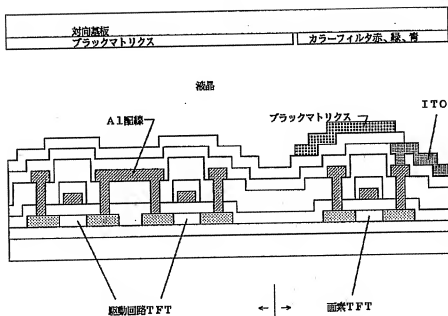 対向基板
ブラックマトリクス
カラーフィルタ赤、緑、青
液晶
Al配線
ブラックマトリクス
ITO
駆動回路TFT
←
→
画素TFT